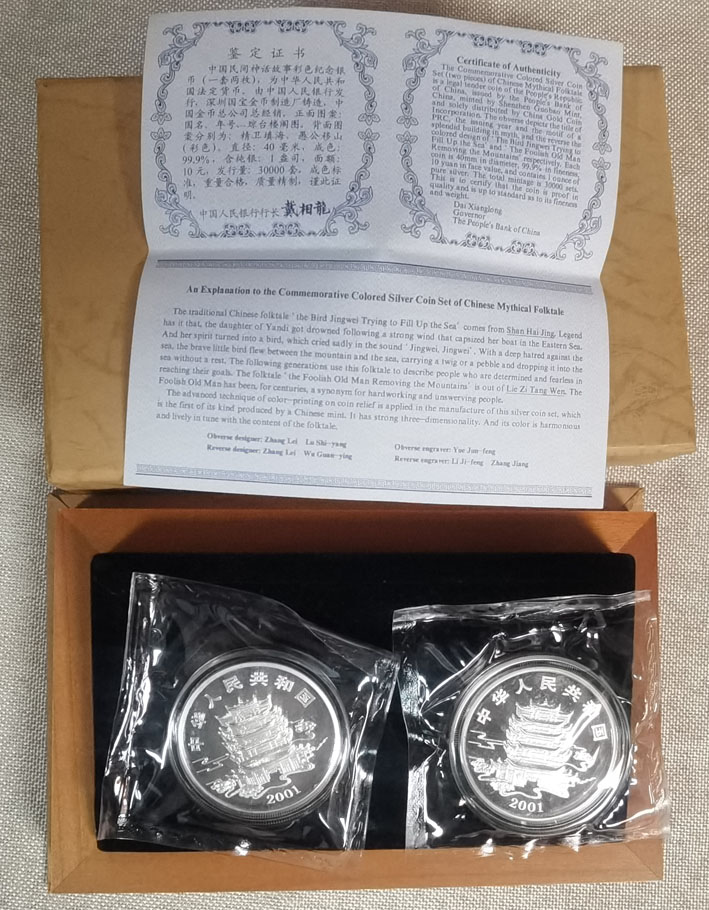 鉴定证书
中国民间神话故事彩色纪念银
币(一套两枚),为中华人民共和
国法定货币,由中国人民银行发
行,深圳国宝金币制造厂铸造,中
国金币总公司总经销,正面图案:
国名、年号、综台楼阁图,背面图
案分别为:精卫填海、愚公移山
(彩色),直径:40毫米,成色:
99.9%,含纯银:1盎司,面额:
10元,发行量:30000套。成色标
准,重量合格,质量精制,谨此证
明。
中国人民银行行长 戴相龍
Certificate of Authenticity
The Commemorative Colored Silver Coin
Set (two pieces) of Chinese Mythical Folktale
is a legal tender coin of the People's Republic
of China, issued by the People's Bank of
China, minted by Shenzhen Guobao Mint,
and solely distributed by China Gold Coin
Incorporation. The obverse depicts the title of
PRC, the issuing year and the motif of a
splendid building in myth, and the reverse the
colored design of 'The Bird Jingwei Trying to
Fill Up the Sea' and 'The Foolish Old Man
Removing the Mountains' respectively. Each
coin is 40mm in diameter, 99.9% in fineness,
10 yuan in face value, and contains 1 ounce of
pure silver. The total mintage is 30000 sets.
This is to certify that the coin is proof in
quality and is up to standard as to its fineness
and weight.
Dai Xianglong
Governor
The People's Bank of China
An Explanation to the Commemorative Colored Silver Coin Set of Chinese Mythical Folktale
The traditional Chinese folktale 'the Bird Jingwei Trying to Fill Up the Sea' comes from Shan Hai Jing. Legend
has it that, the daughter of Yandi got drowned following a strong wind that capsized her boat in the Eastern Sea.
And her spirit turned into a bird, which cried sadly in the sound 'Jingwei, Jingwei'. With a deep hatred against the
sea, the brave little bird flew between the mountain and the sea, carrying a twig or a pebble and dropping it into the
sea without a rest. The following generations use this folktale to describe people who are determined and fearless in
reaching their goals. The folktale 'the Foolish Old Man Removing the Mountains' is out of Lie Zi Tang Wen. The
Foolish Old Man has been, for centuries, a synonym for hardworking and unswerving people.
The advanced technique of color-printing on coin relief is applied in the manufacture of this silver coin set, which
is the first of its kind produced by a Chinese mint. It has strong three-dimensionality. And its color is harmonious
and lively in tune with the content of the folktale.
Obverse designer: Zhang Lei Lu Shi-yang
Obverse engraver: Yue Jun-feng
Reverse designer: Zhang Lei Wu Guan-ying
Reverse engraver: Li Ji-feng Zhang Jiang
中华人民共和国
2001
中华人民共和国
2001